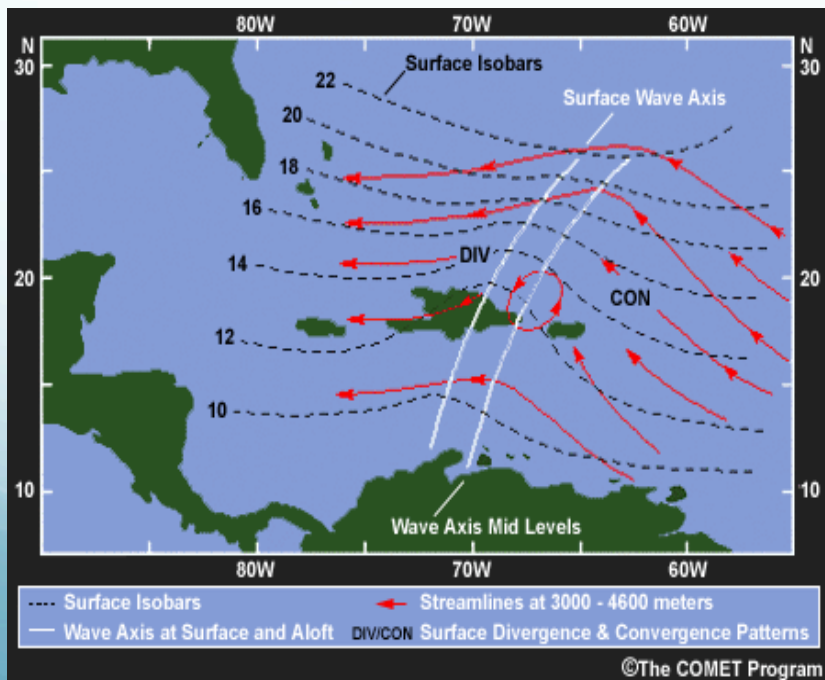 80W 70W 60W
N N
30 30
Surface Isobars
22
Surface Wave Axis
20
18
16
DIV
14
20 20
CON
12
10
10 10
Wave Axis Mid Levels
80W 70W 60W
Surface Isobars Streamlines at 3000 - 4600 meters
Wave Axis at Surface and Aloft DIV/CON Surface Divergence & Convergence Patterns
©The COMET Program